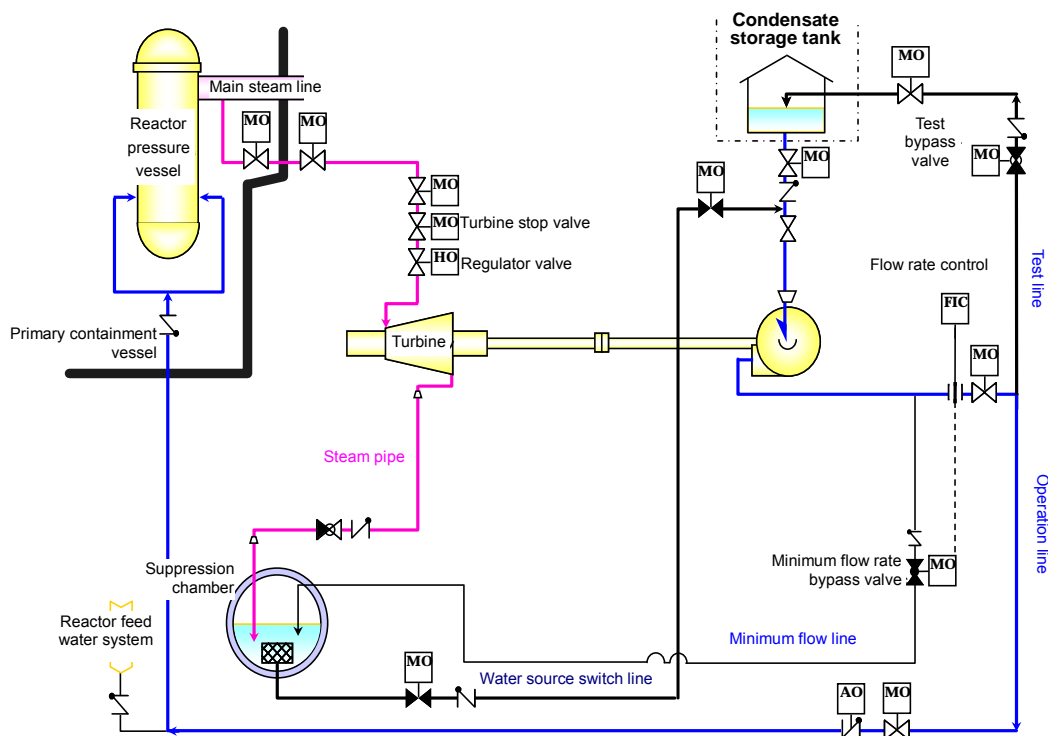 Condensate
storage tank
MO
Main steam line
Reactor
pressure
vessel
MO
MO
Test
bypass
valve
MO
MO
MO
MO
MO
Turbine stop valve
HO
Regulator valve
Test line
Flow rate control
FIC
Primary containment
vessel
Turbine
MO
Steam pipe
Operation line
Suppression
chamber
Minimum flow rate
bypass valve
MO
Reactor feed
water system
Minimum flow line
MO
Water source switch line
AO
MO